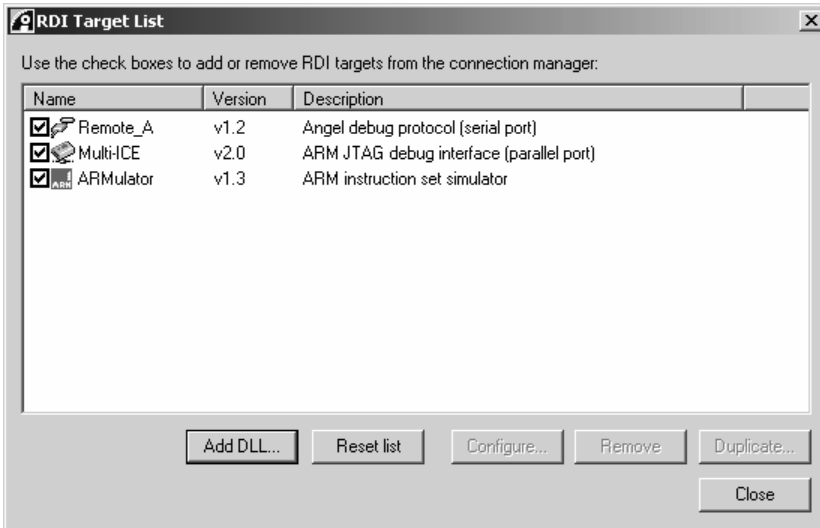 RDI Target List
Use the check boxes to add or remove RDI targets from the connection manager:
Name Version Description
Remote_A v1.2 Angel debug protocol (serial port)
Multi-ICE v2.0 ARM JTAG debug interface (parallel port)
ARM ARMulator v1.3 ARM instruction set simulator
Add DLL... Reset list Configure... Remove Duplicate...
Close